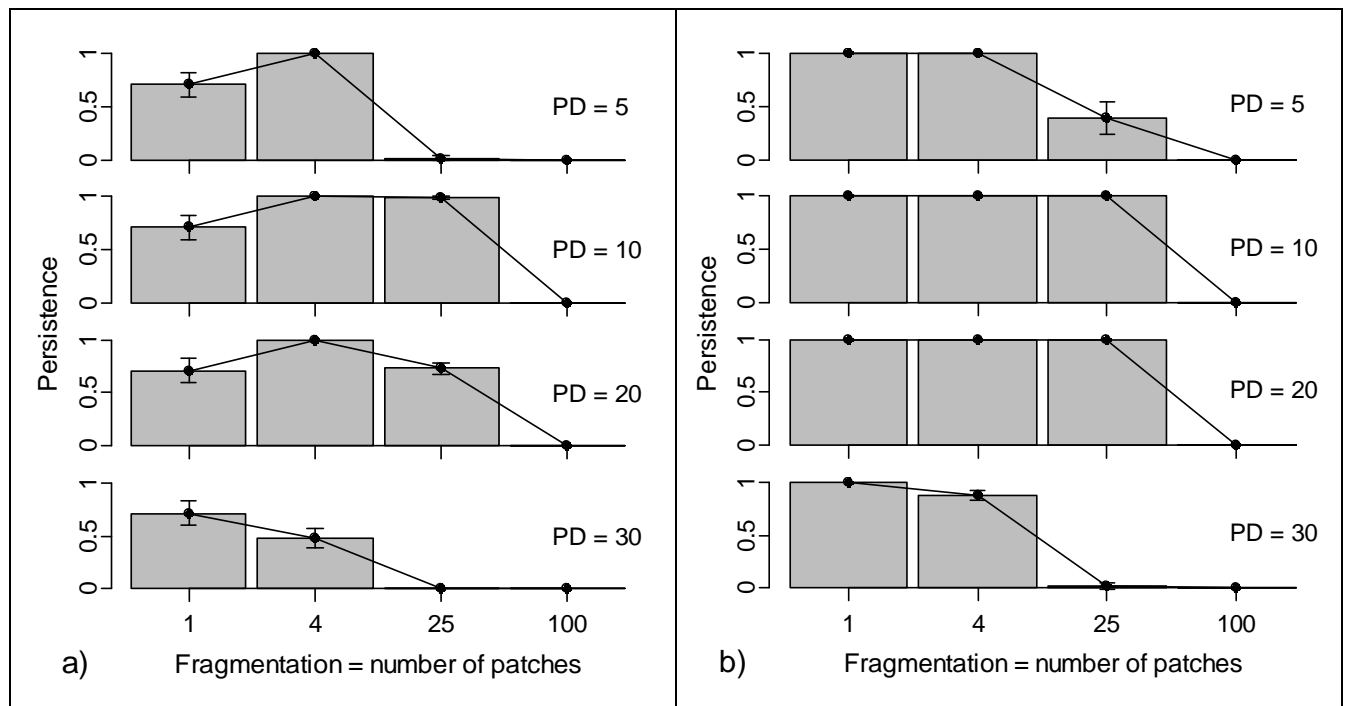 Persistence
0 0.5 1
PD = 5
0 0.5 1
PD = 10
0 0.5 1
PD = 20
0 0.5 1
PD = 30
1 4 25 100
a) Fragmentation = number of patches
Persistence
0 0.5 1
PD = 5
0 0.5 1
PD = 10
0 0.5 1
PD = 20
0 0.5 1
PD = 30
1 4 25 100
b) Fragmentation = number of patches